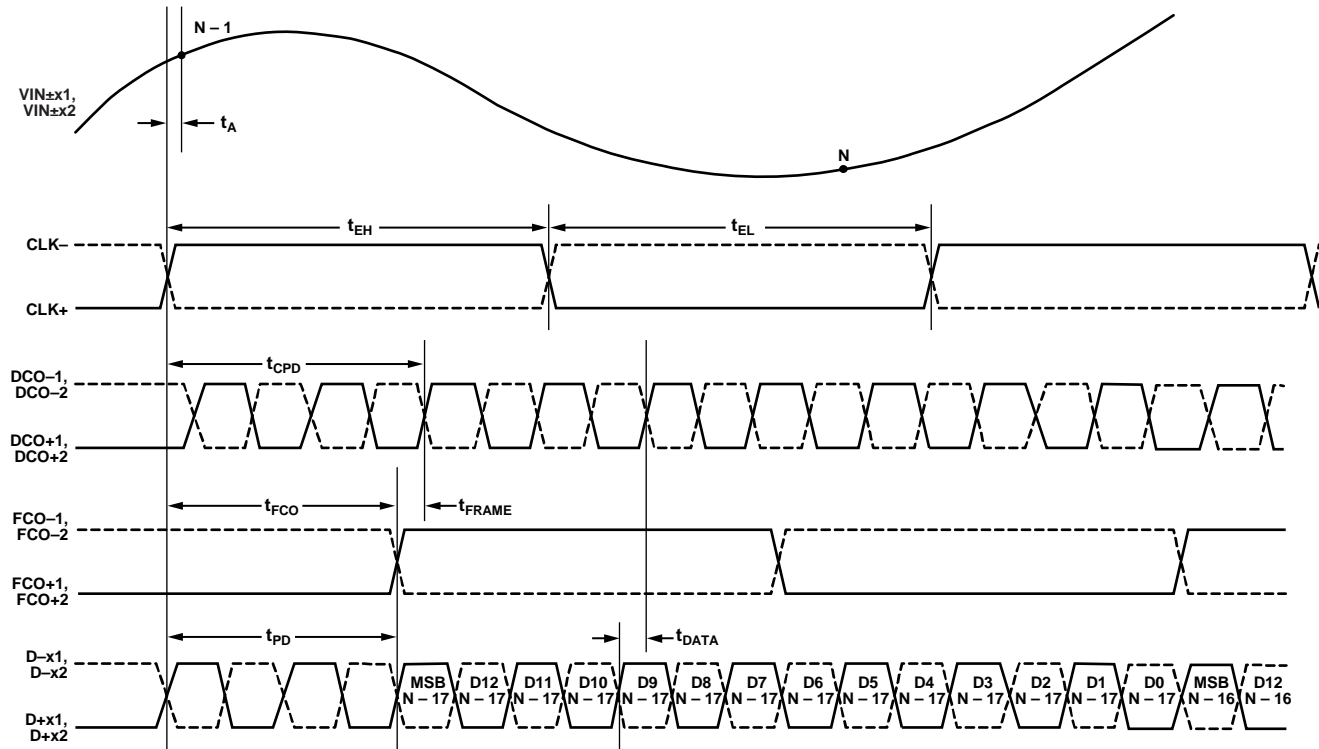 N – 1
VIN±x1,
VIN±x2
tA
N
tEH
tEL
CLK–
CLK+
tCPD
DCO–1,
DCO–2
DCO+1,
DCO+2
tFCO
tFRAME
FCO–1,
FCO–2
FCO+1,
FCO+2
tPD
tDATA
D–x1,
D–x2
MSB D12 D11 D10 D9 D8 D7 D6 D5 D4 D3 D2 D1 D0 MSB D12
N – 17 N – 17 N – 17 N – 17 N – 17 N – 17 N – 17 N – 17 N – 17 N – 17 N – 17 N – 17 N – 17 N – 17 N – 16 N – 16
D+x1,
D+x2